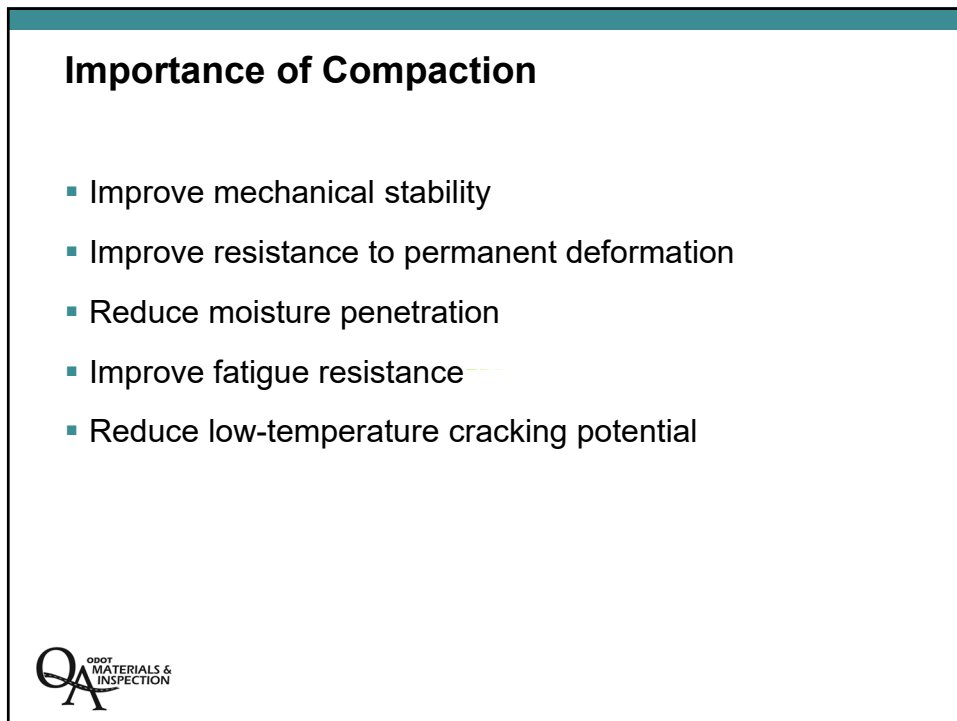 Importance of Compaction
▪ Improve mechanical stability
▪ Improve resistance to permanent deformation
▪ Reduce moisture penetration
▪ Improve fatigue resistance
▪ Reduce low-temperature cracking potential
QA
ODOT
MATERIALS &
INSPECTION